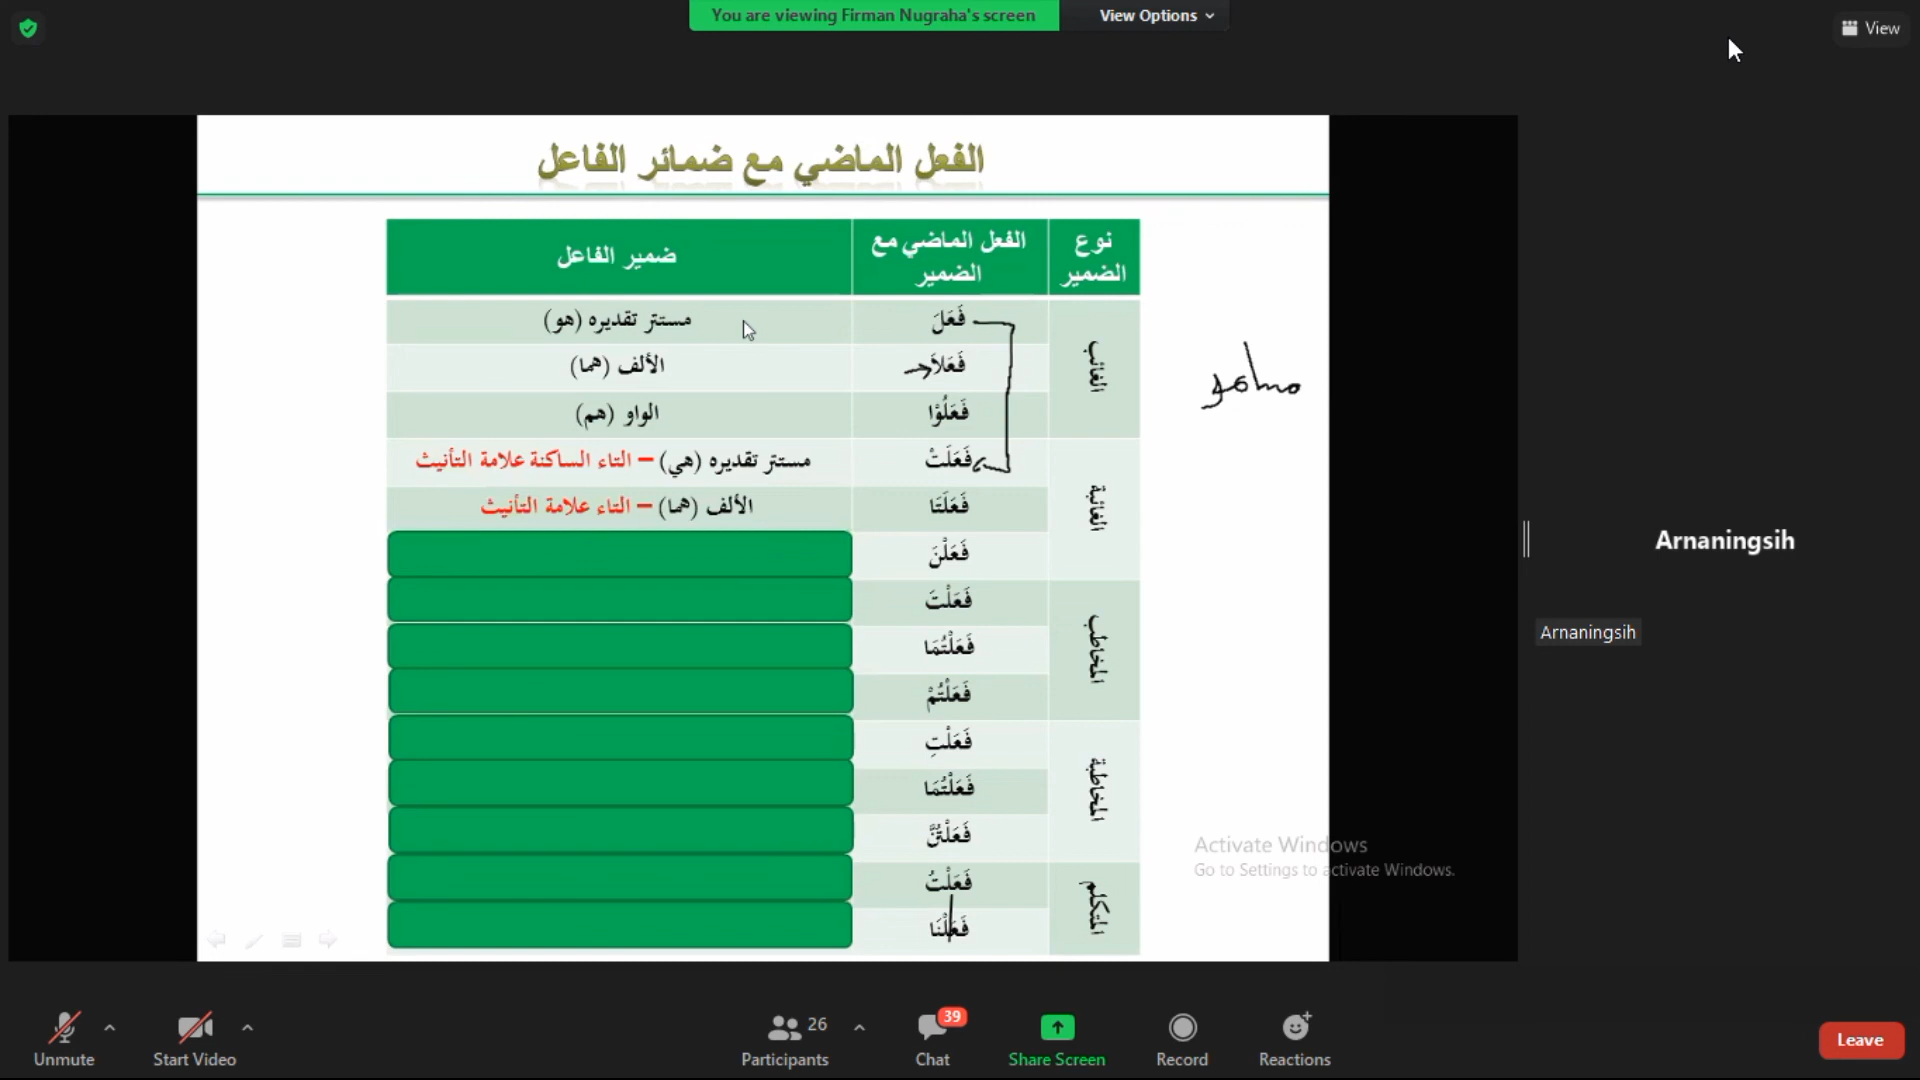 You are viewing Firman Nugraha's screen
View Options
View
الفعل الماضي مع ضمائر الفاعل
نوع الضمير
الفعل الماضي مع الضمير
ضمير الفاعل
الغائب
فَعَلَ
مستتر تقديره (هو)
فَعَلاَ
الألف (هما)
فَعَلُوْا
الواو (هم)
الغائبة
فَعَلَتْ
مستتر تقديره (هي) – التاء الساكنة علامة التأنيث
فَعَلَتَا
الألف (هما) – التاء علامة التأنيث
فَعَلْنَ
المخاطب
فَعَلْتَ
فَعَلْتُمَا
فَعَلْتُمْ
المخاطبة
فَعَلْتِ
فَعَلْتُمَا
فَعَلْتُنَّ
المتكلم
فَعَلْتُ
فَعَلْنَا
Arnaningsih
Arnaningsih
Activate Windows
Go to Settings to activate Windows.
Unmute
Start Video
26
Participants
39
Chat
Share Screen
Record
Reactions
Leave